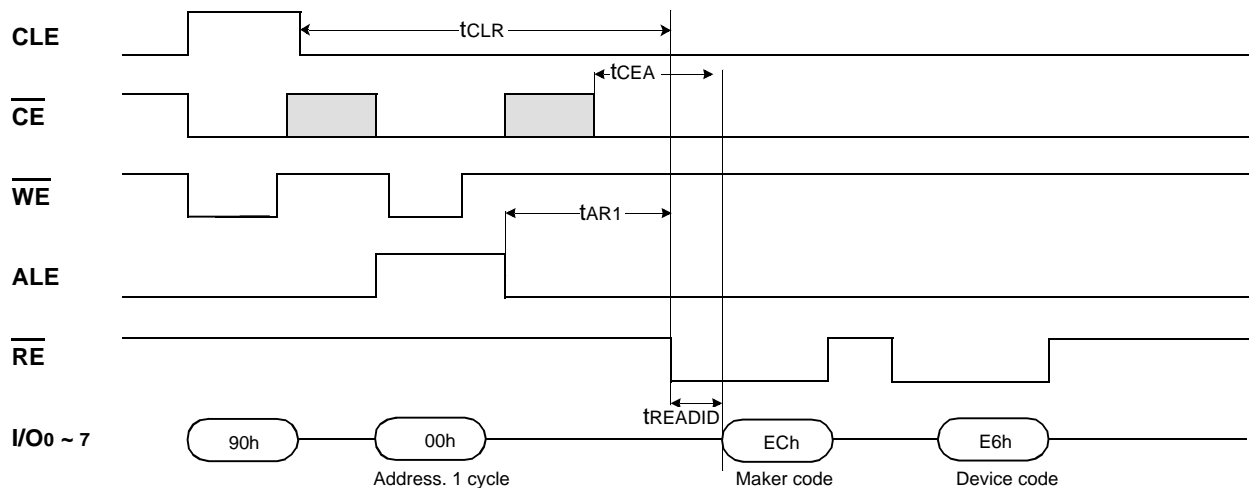 CLE
tCLR
tCEA
CE
WE
tAR1
ALE
RE
tREADID
I/O0 ~ 7
90h
00h
ECh
E6h
Address. 1 cycle
Maker code
Device code